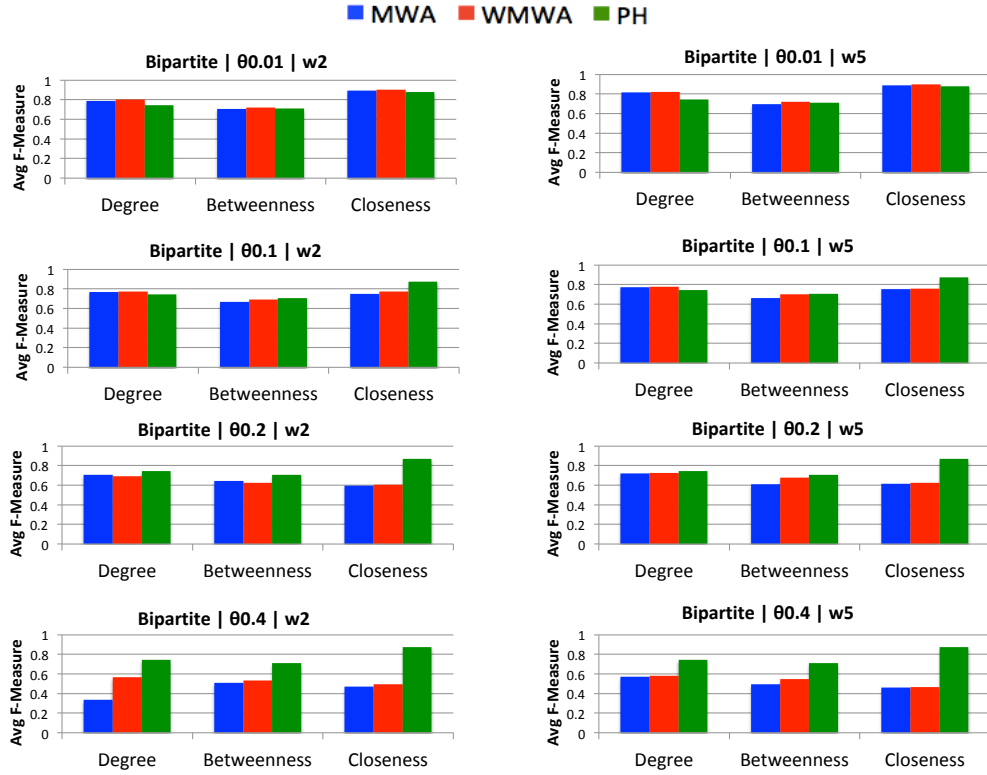 MWA WMWA PH
Bipartite | θ0.01 | w2
Avg F-Measure
1
0.8
0.6
0.4
0.2
0
Degree Betweenness Closeness
Bipartite | θ0.01 | w5
Avg F-Measure
1
0.8
0.6
0.4
0.2
0
Degree Betweenness Closeness
Bipartite | θ0.1 | w2
Avg F-Measure
1
0.8
0.6
0.4
0.2
0
Degree Betweenness Closeness
Bipartite | θ0.1 | w5
Avg F-Measure
1
0.8
0.6
0.4
0.2
0
Degree Betweenness Closeness
Bipartite | θ0.2 | w2
Avg F-Measure
1
0.8
0.6
0.4
0.2
0
Degree Betweenness Closeness
Bipartite | θ0.2 | w5
Avg F-Measure
1
0.8
0.6
0.4
0.2
0
Degree Betweenness Closeness
Bipartite | θ0.4 | w2
Avg F-Measure
1
0.8
0.6
0.4
0.2
0
Degree Betweenness Closeness
Bipartite | θ0.4 | w5
Avg F-Measure
1
0.8
0.6
0.4
0.2
0
Degree Betweenness Closeness